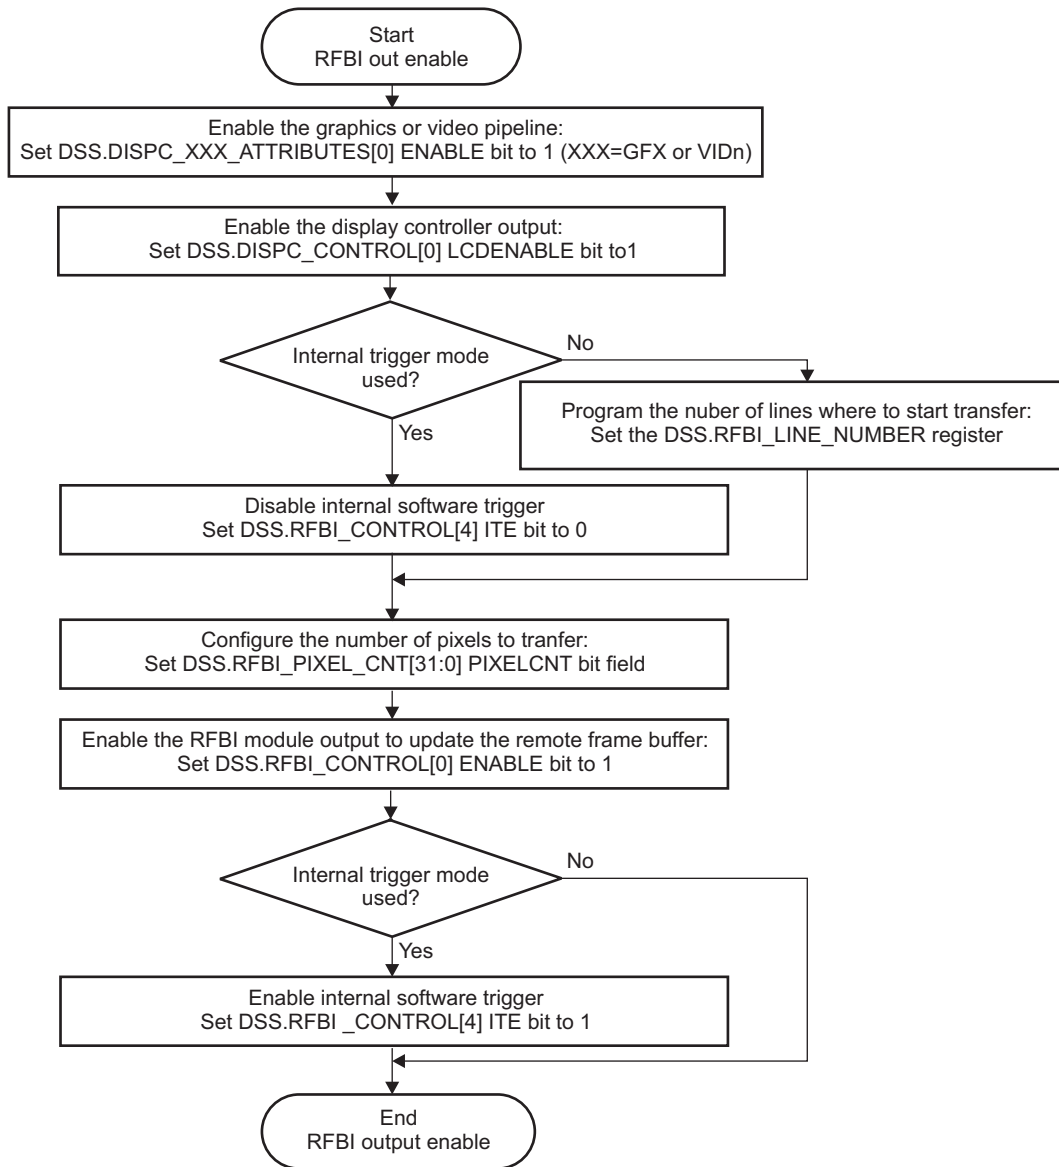 Start
RFBI out enable
Enable the graphics or video pipeline:
Set DSS.DISPC_XXX_ATTRIBUTES[0] ENABLE bit to 1 (XXX=GFX or VIDn)
Enable the display controller output:
Set DSS.DISPC_CONTROL[0] LCDENABLE bit to1
Internal trigger mode
used?
No
Program the nuber of lines where to start transfer:
Set the DSS.RFBI_LINE_NUMBER register
Yes
Disable internal software trigger
Set DSS.RFBI_CONTROL[4] ITE bit to 0
Configure the number of pixels to tranfer:
Set DSS.RFBI_PIXEL_CNT[31:0] PIXELCNT bit field
Enable the RFBI module output to update the remote frame buffer:
Set DSS.RFBI_CONTROL[0] ENABLE bit to 1
Internal trigger mode
used?
No
Yes
Enable internal software trigger
Set DSS.RFBI _CONTROL[4] ITE bit to 1
End
RFBI output enable